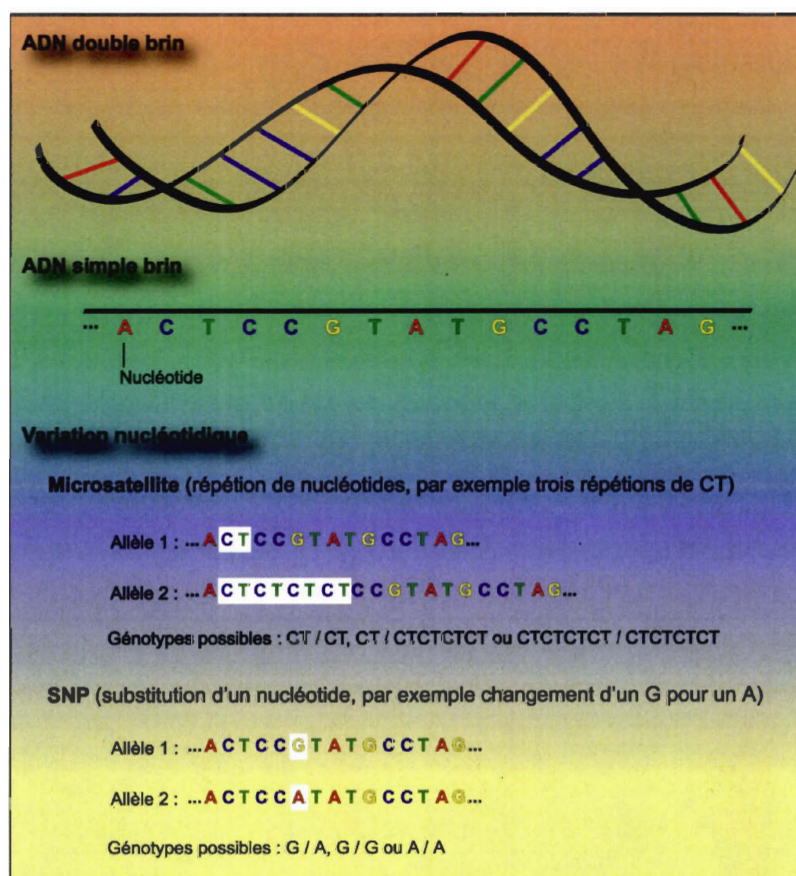 ADN double brin
ADN simple brin
... A C T C C G T A T G C C T A G ...
Nucléotide
Variation nucléotidique
Microsatellite (répétion de nucléotides, par exemple trois répétions de CT)
Allèle 1 : ...ACTCCGTATGCCTAG...
Allèle 2 : ...ACTCTCTCTCCGTATGCCTAG...
Génotypes possibles : CT / CT, CT / CTCTCTCT ou CTCTCTCT / CTCTCTCT
SNP (substitution d'un nucléotide, par exemple changement d'un G pour un A)
Allèle 1 : ...ACTCCGTATGCCTAG...
Allèle 2 : ...ACTCCATATGCCTAG...
Génotypes possibles : G / A, G / G ou A / A